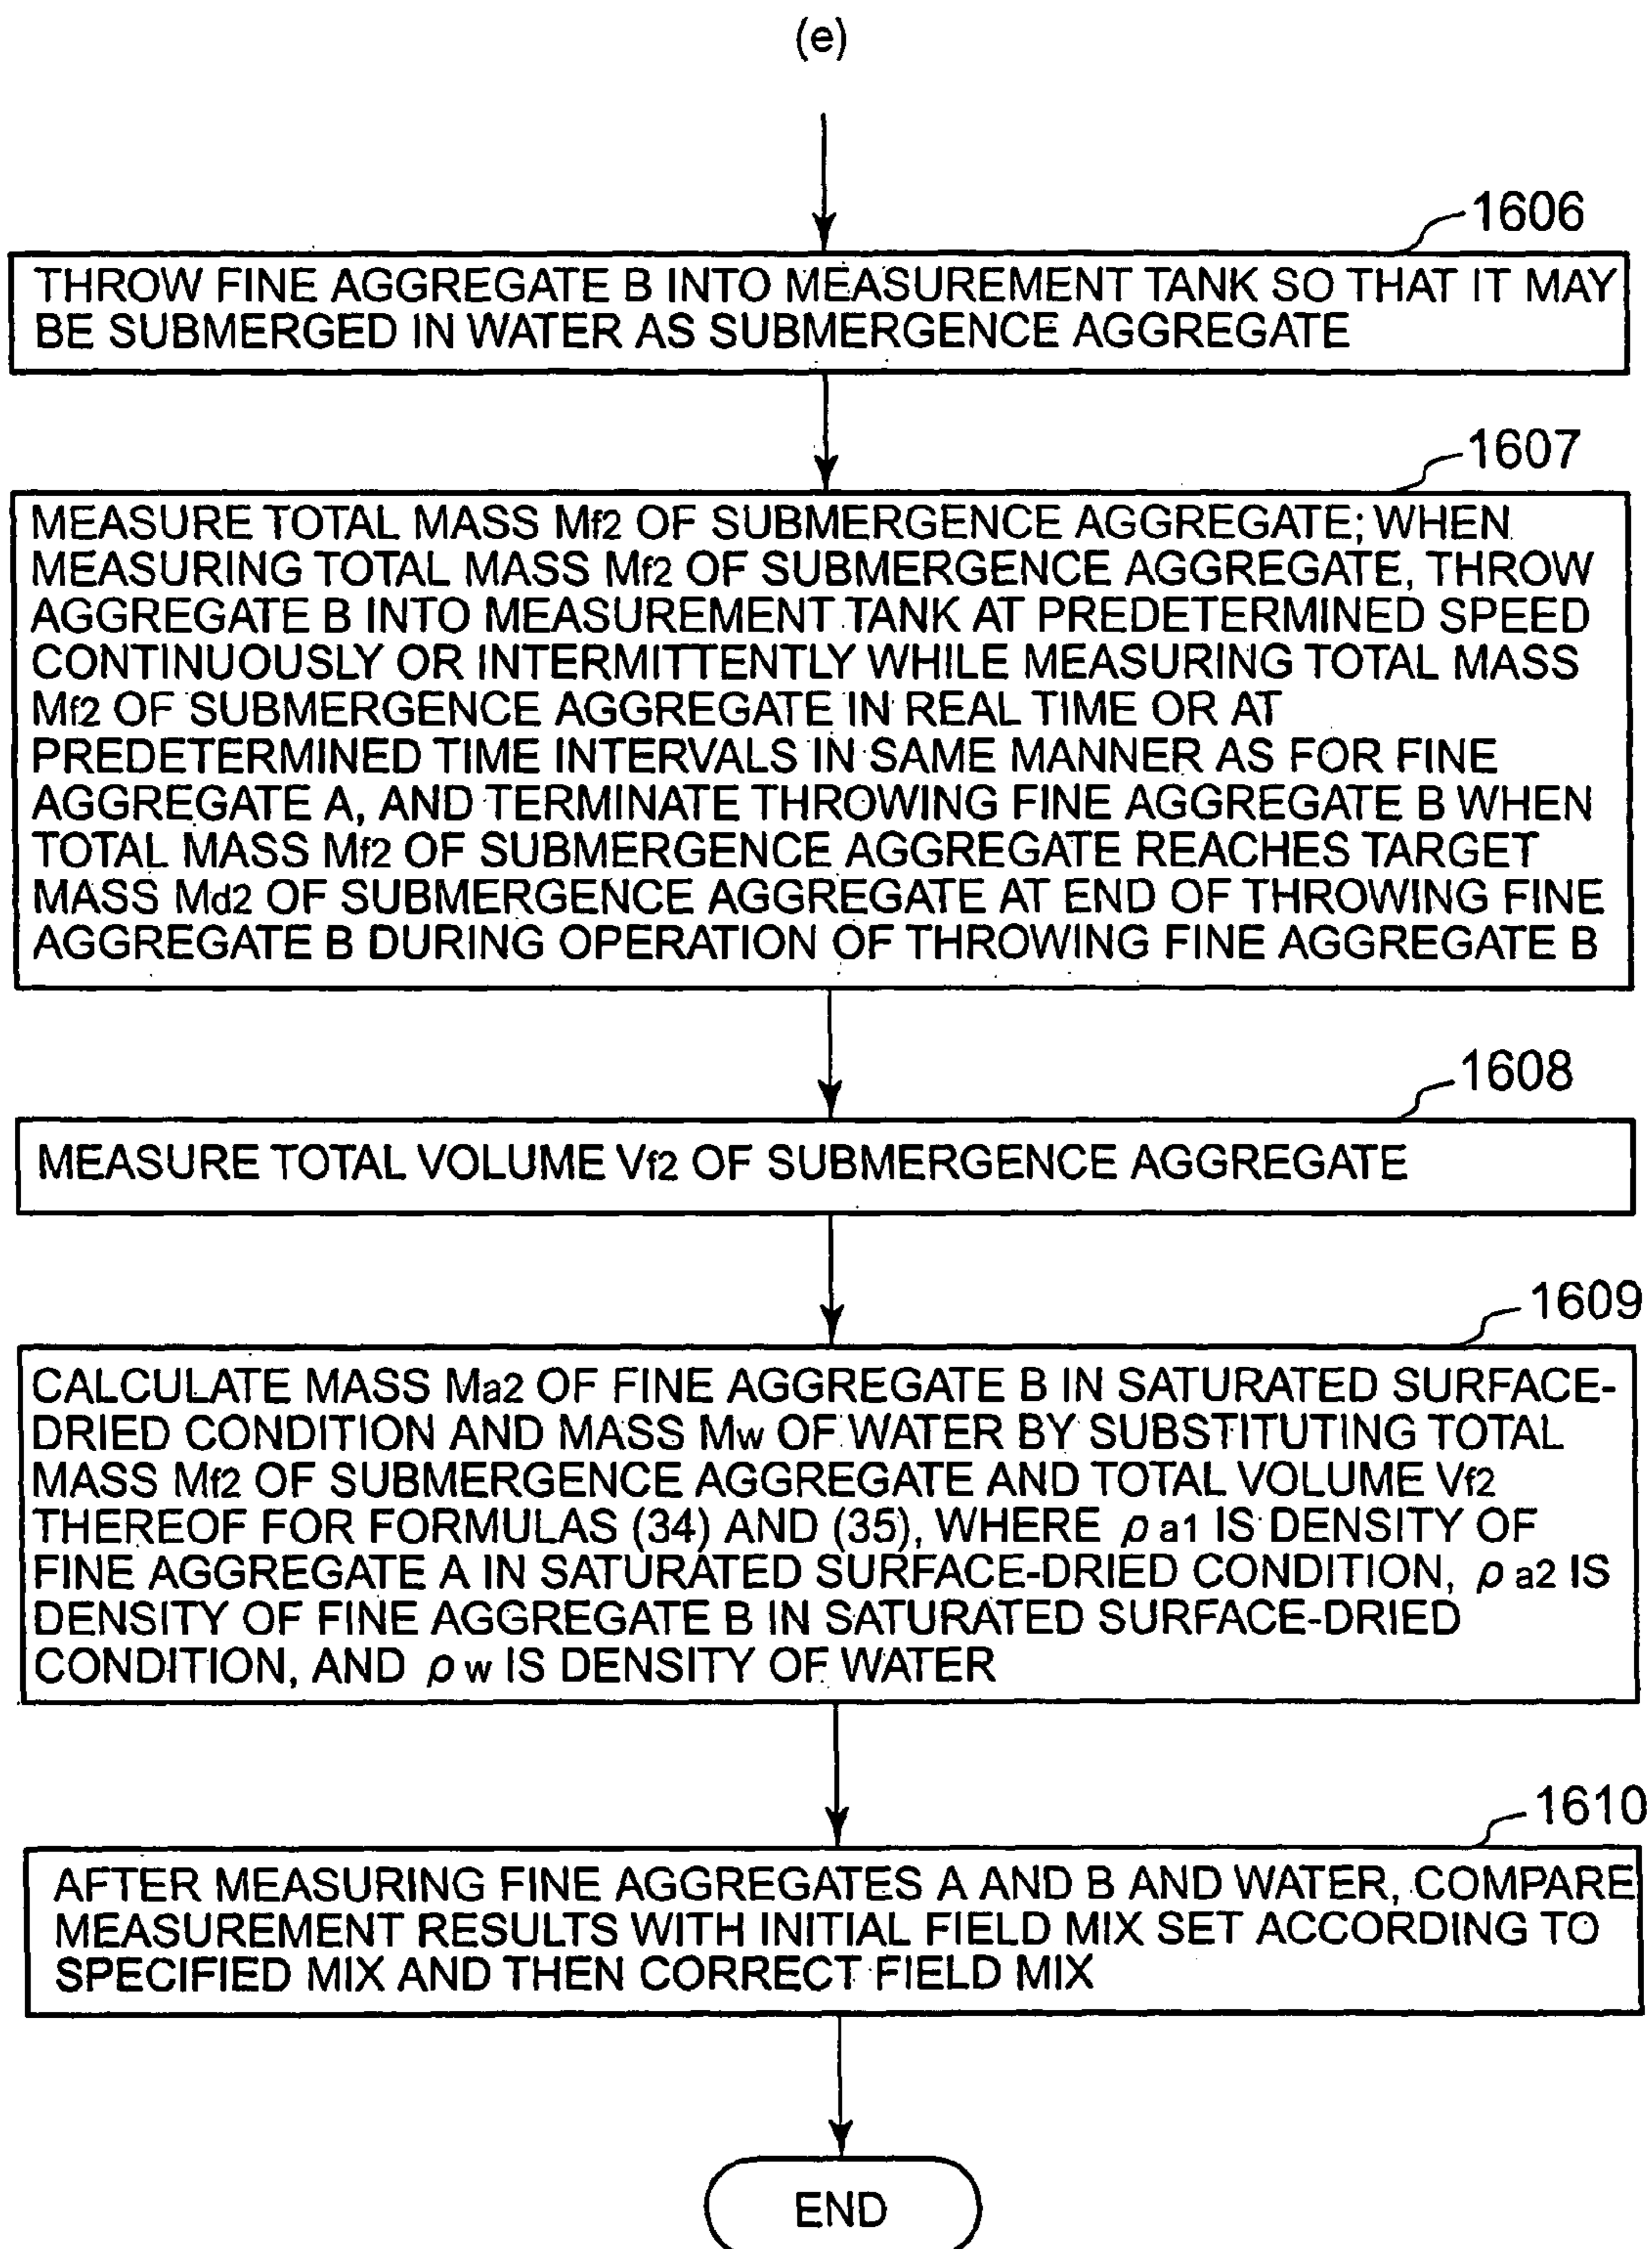 (e)
1606
THROW FINE AGGREGATE B INTO MEASUREMENT TANK SO THAT IT MAY
BE SUBMERGED IN WATER AS SUBMERGENCE AGGREGATE
1607
MEASURE TOTAL MASS Mf2 OF SUBMERGENCE AGGREGATE; WHEN
MEASURING TOTAL MASS Mf2 OF SUBMERGENCE AGGREGATE, THROW
AGGREGATE B INTO MEASUREMENT TANK AT PREDETERMINED SPEED
CONTINUOUSLY OR INTERMITTENTLY WHILE MEASURING TOTAL MASS
Mf2 OF SUBMERGENCE AGGREGATE IN REAL TIME OR AT
PREDETERMINED TIME INTERVALS IN SAME MANNER AS FOR FINE
AGGREGATE A, AND TERMINATE THROWING FINE AGGREGATE B WHEN
TOTAL MASS Mf2 OF SUBMERGENCE AGGREGATE REACHES TARGET
MASS Md2 OF SUBMERGENCE AGGREGATE AT END OF THROWING FINE
AGGREGATE B DURING OPERATION OF THROWING FINE AGGREGATE B
1608
MEASURE TOTAL VOLUME Vf2 OF SUBMERGENCE AGGREGATE
1609
CALCULATE MASS Ma2 OF FINE AGGREGATE B IN SATURATED SURFACE-
DRIED CONDITION AND MASS Mw OF WATER BY SUBSTITUTING TOTAL
MASS Mf2 OF SUBMERGENCE AGGREGATE AND TOTAL VOLUME Vf2
THEREOF FOR FORMULAS (34) AND (35), WHERE ρa1 IS DENSITY OF
FINE AGGREGATE A IN SATURATED SURFACE-DRIED CONDITION, ρa2 IS
DENSITY OF FINE AGGREGATE B IN SATURATED SURFACE-DRIED
CONDITION, AND ρw IS DENSITY OF WATER
1610
AFTER MEASURING FINE AGGREGATES A AND B AND WATER, COMPARE
MEASUREMENT RESULTS WITH INITIAL FIELD MIX SET ACCORDING TO
SPECIFIED MIX AND THEN CORRECT FIELD MIX
END